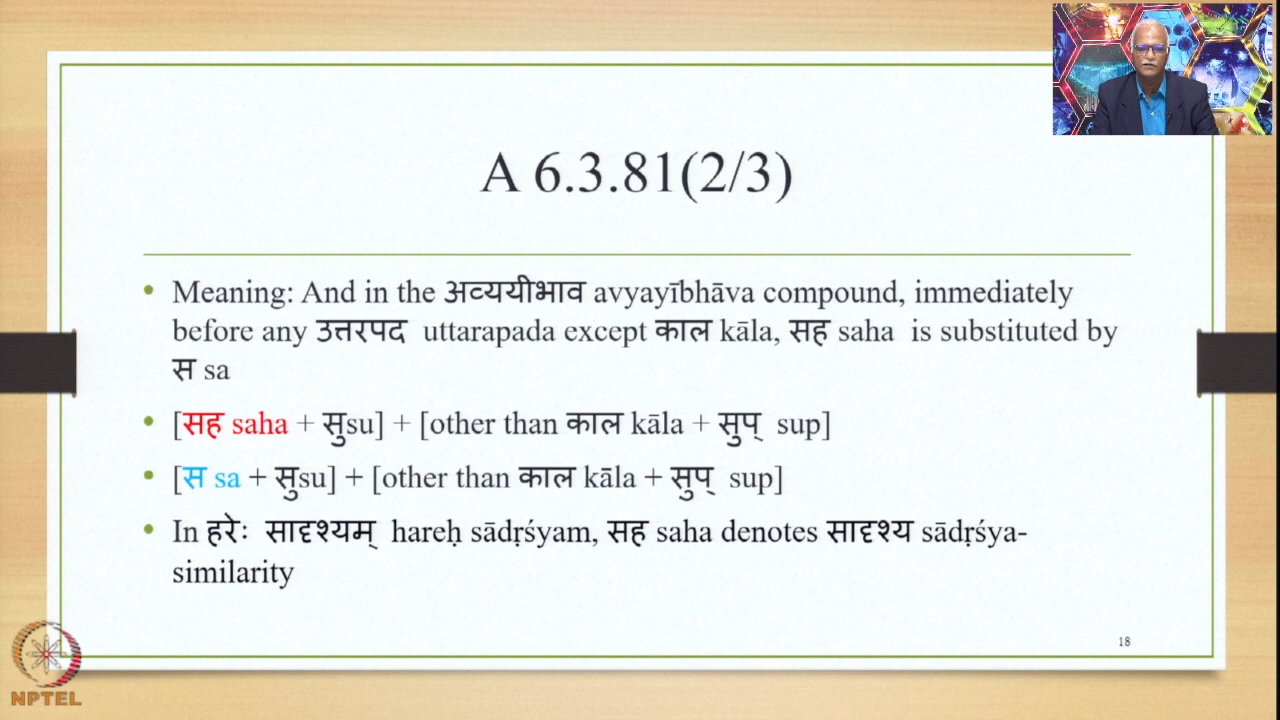 A 6.3.81(2/3)
Meaning: And in the अव्ययीभाव avyayībhāva compound, immediately
before any उत्तरपद uttarapada except काल kāla, सह saha is substituted by
स sa
[सह saha + सुsu] + [other than काल kāla + सुप् sup]
[स sa + सुsu] + [other than काल kāla + सुप् sup]
In हरेः सादृश्यम् hareḥ sādṛśyam, सह saha denotes सादृश्य sādṛśya-
similarity
18
NPTEL